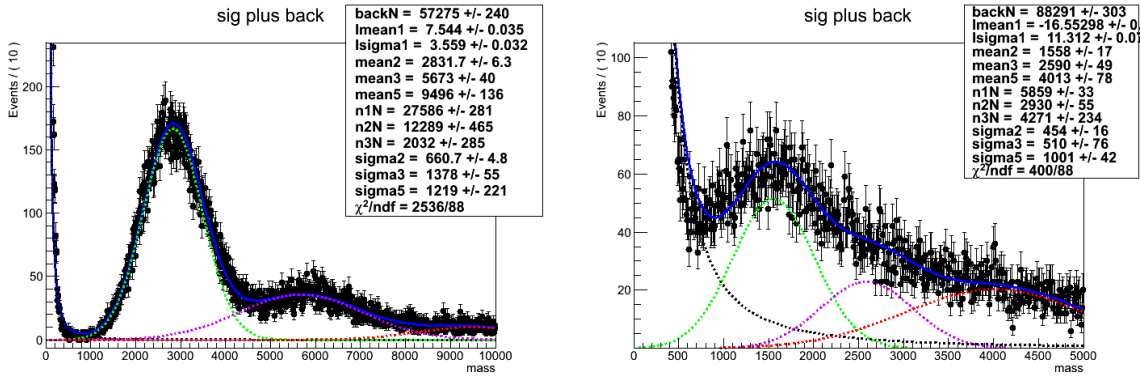 sig plus back
backN = 57275 +/- 240
lmean1 = 7.544 +/- 0.035
lsigma1 = 3.559 +/- 0.032
mean2 = 2831.7 +/- 6.3
mean3 = 5673 +/- 40
mean5 = 9496 +/- 136
n1N = 27586 +/- 281
n2N = 12289 +/- 465
n3N = 2032 +/- 285
sigma2 = 660.7 +/- 4.8
sigma3 = 1378 +/- 55
sigma5 = 1219 +/- 221
χ²/ndf = 2536/88
Events / ( 10 )
200
150
100
50
0
0 1000 2000 3000 4000 5000 6000 7000 8000 9000 10000
mass
sig plus back
backN = 88291 +/- 303
lmean1 = -16.55298 +/- 0.
lsigma1 = 11.312 +/- 0.0
mean2 = 1558 +/- 17
mean3 = 2590 +/- 49
mean5 = 4013 +/- 78
n1N = 5859 +/- 33
n2N = 2930 +/- 55
n3N = 4271 +/- 234
sigma2 = 454 +/- 16
sigma3 = 510 +/- 76
sigma5 = 1001 +/- 42
χ²/ndf = 400/88
Events / ( 10 )
100
80
60
40
20
0 500 1000 1500 2000 2500 3000 3500 4000 4500 5000
mass